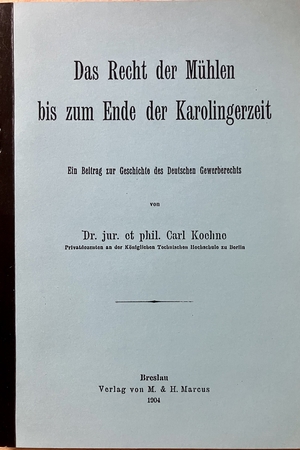 Das Recht der Mühlen
bis zum Ende der Karolingerzeit
Ein Beitrag zur Geschichte des Deutschen Gewerberechts
von
Dr. jur. et phil. Carl Koehne
Privatdozenten an der Königlichen Technischen Hochschule zu Berlin
Breslau
Verlag von M. & H. Marcus
1904